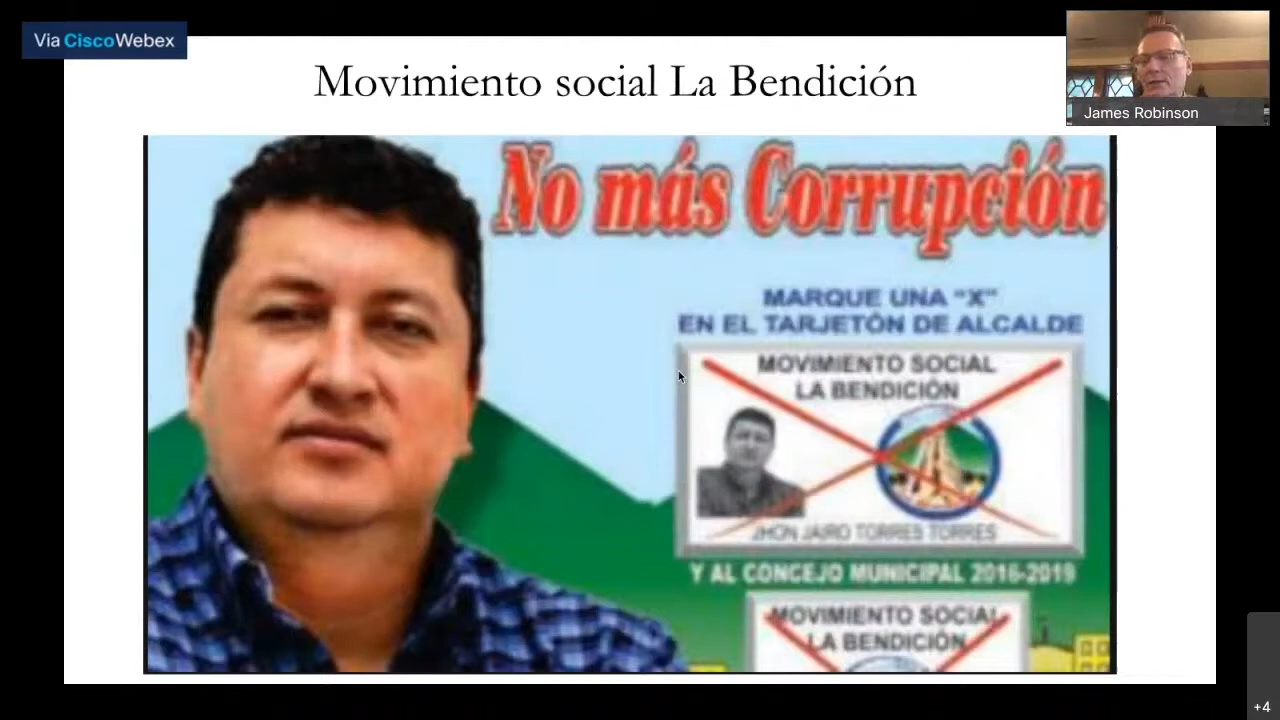 Via CiscoWebex
Movimiento social La Bendición
James Robinson
No más Corrupción
MARQUE UNA “X”
EN EL TARJETÓN DE ALCALDE
MOVIMIENTO SOCIAL
LA BENDICIÓN
JHON JAIRO TORRES TORRES
Y AL CONCEJO MUNICIPAL 2016-2019
MOVIMIENTO SOCIAL
LA BENDICIÓN
+4